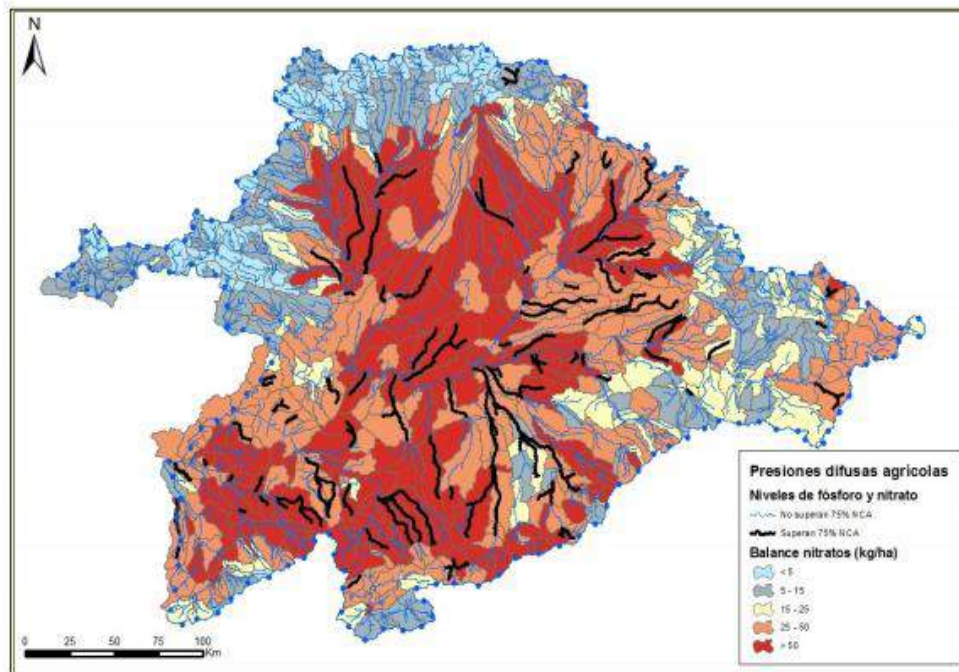 N
Presiones difusas agrícolas
Niveles de fósforo y nitrato
No superan 75% NCA
Superan 75% NCA
Balance nitratos (kg/ha)
< 5
5 - 15
15 - 25
25 - 50
> 50
0 25 50 75 100
Km